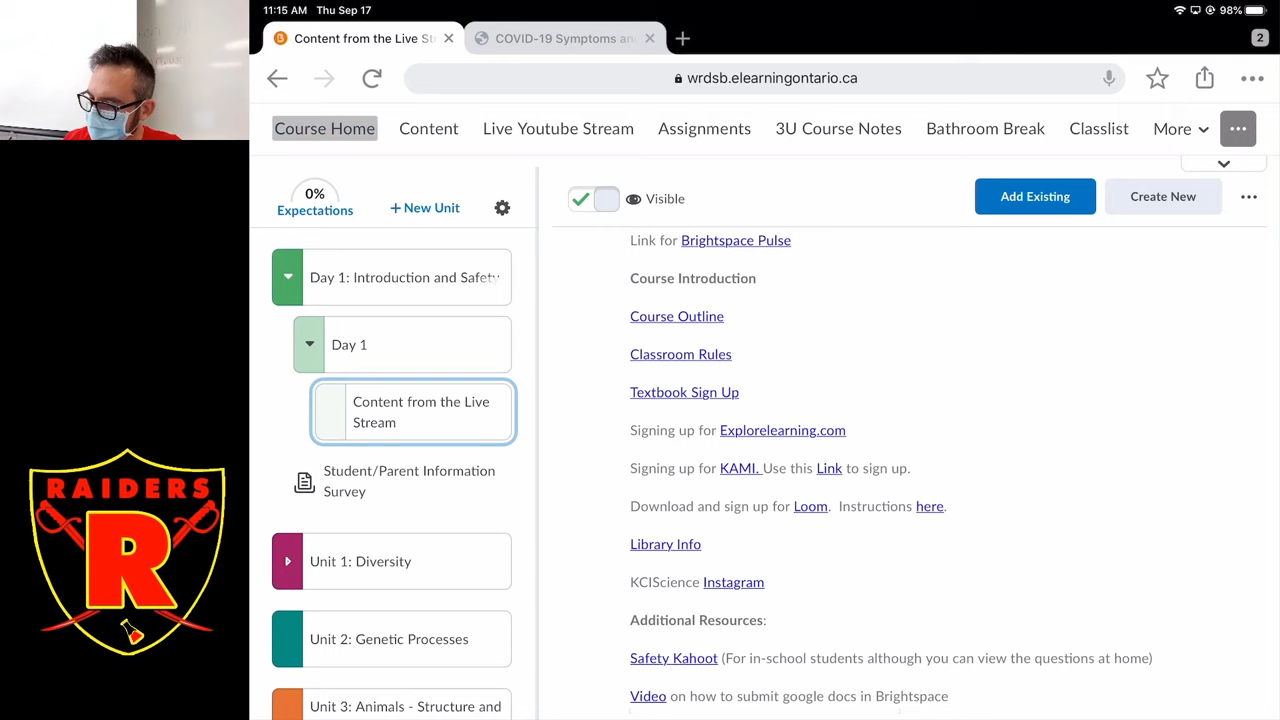 11:15 AM Thu Sep 17
98%
Content from the Live St
COVID-19 Symptoms an
2
wrdsb.elearningontario.ca
Course Home
Content
Live Youtube Stream
Assignments
3U Course Notes
Bathroom Break
Classlist
More
0%
Expectations
+ New Unit
Visible
Add Existing
Create New
Day 1: Introduction and Safety
Day 1
Content from the Live
Stream
Student/Parent Information
Survey
Unit 1: Diversity
Unit 2: Genetic Processes
Unit 3: Animals - Structure and
Link for Brightspace Pulse
Course Introduction
Course Outline
Classroom Rules
Textbook Sign Up
Signing up for Explorelearning.com
Signing up for KAMI. Use this Link to sign up.
Download and sign up for Loom. Instructions here.
Library Info
KCIScience Instagram
Additional Resources:
Safety Kahoot (For in-school students although you can view the questions at home)
Video on how to submit google docs in Brightspace
RAIDERS
R